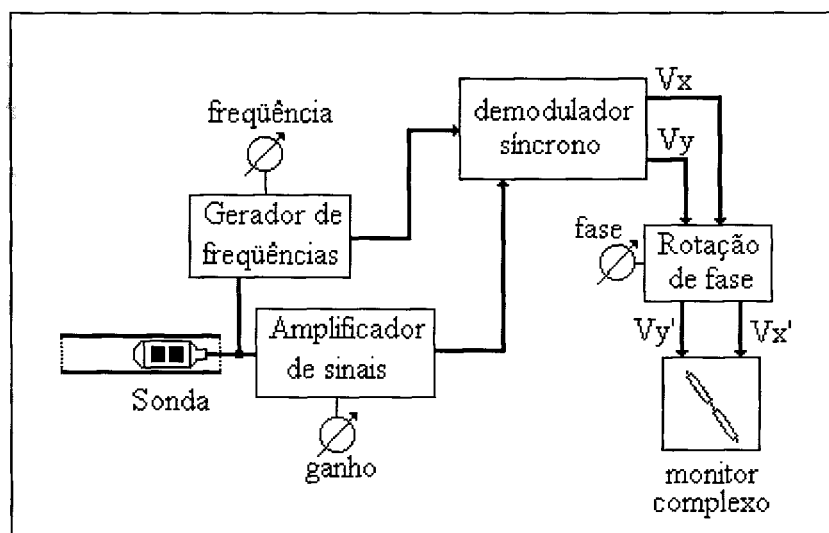 freqüência
Gerador de
freqüências
demodulador
síncrono
Vx
Vy
fase
Rotação
de fase
Vy'
Vx'
Amplificador
de sinais
Sonda
ganho
monitor
complexo